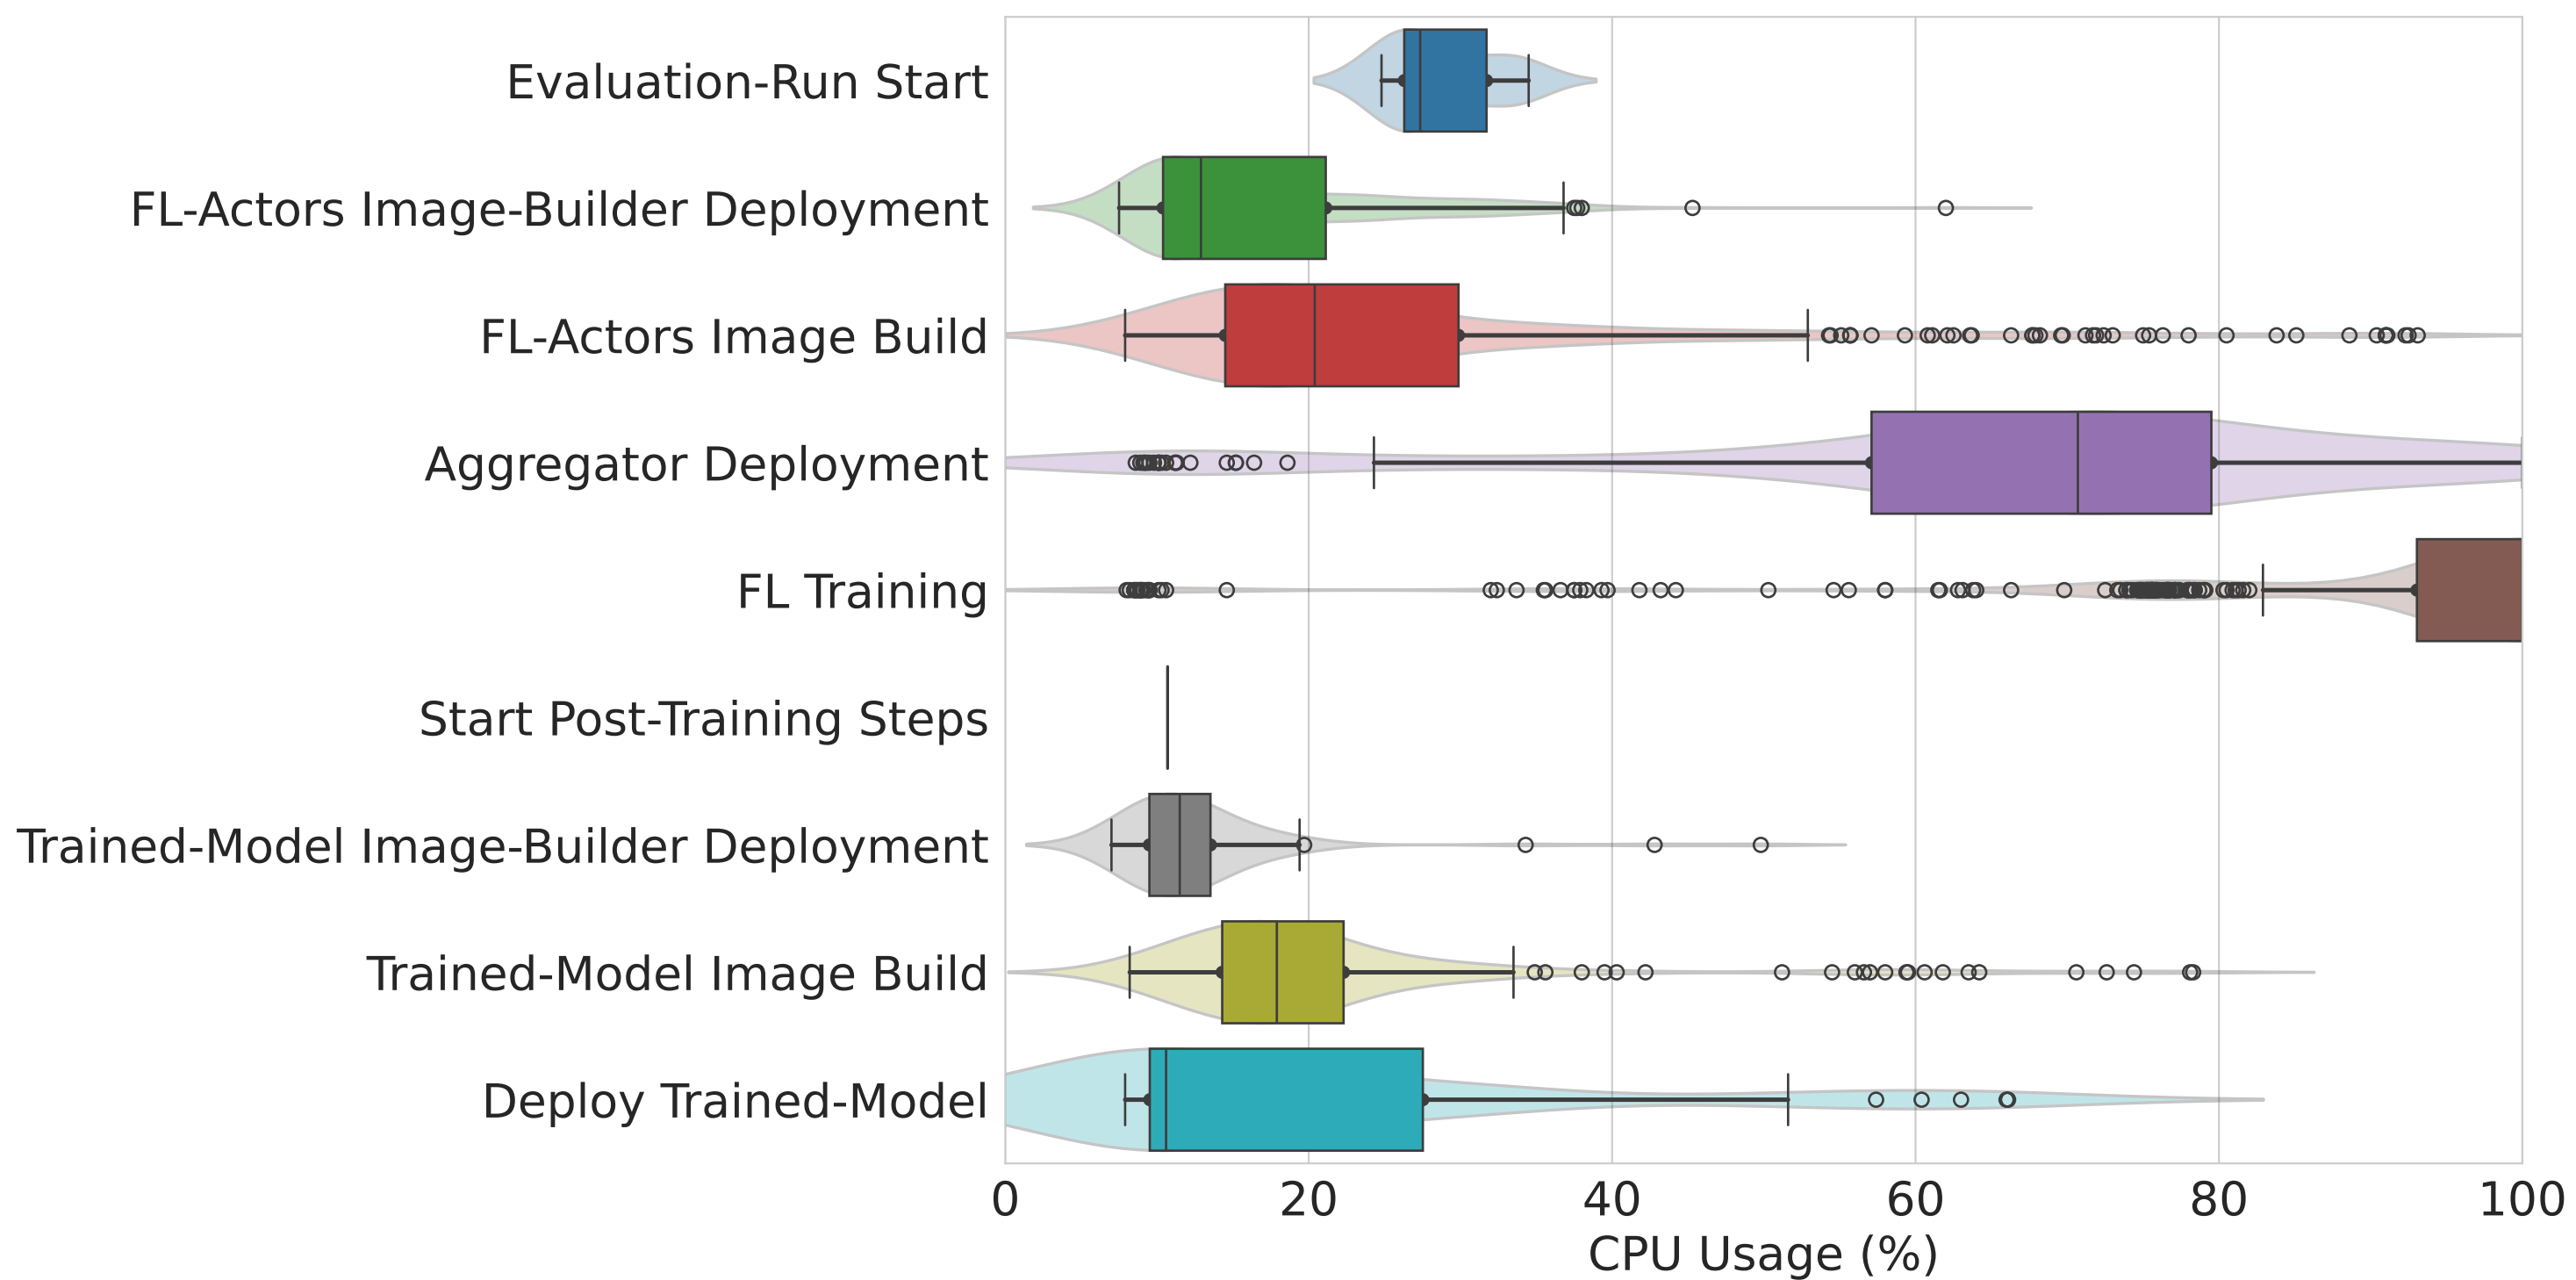 Evaluation-Run Start
FL-Actors Image-Builder Deployment
FL-Actors Image Build
Aggregator Deployment
FL Training
Start Post-Training Steps
Trained-Model Image-Builder Deployment
Trained-Model Image Build
Deploy Trained-Model
0 20 40 60 80 100
CPU Usage (%)